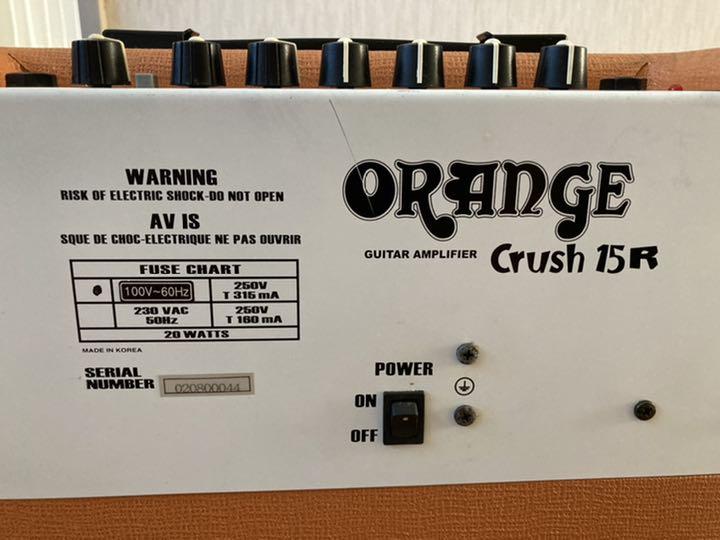 WARNING
RISK OF ELECTRIC SHOCK-DO NOT OPEN
AV IS
SQUE DE CHOC-ELECTRIQUE NE PAS OUVRIR
FUSE CHART
100V~60Hz
250V
T 315 mA
230 VAC
50Hz
250V
T 160 mA
20 WATTS
MADE IN KOREA
SERIAL
NUMBER
020800044
ORANGE
GUITAR AMPLIFIER
Crush 15R
POWER
ON
OFF